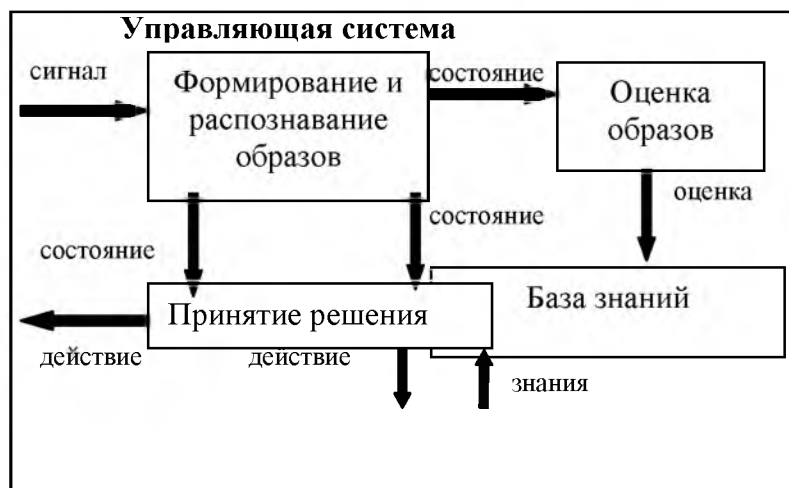 Управляющая система
сигнал
Формирование и
распознавание
образов
состояние
Оценка
образов
состояние
оценка
состояние
База знаний
Принятие решения
действие
действие
знания